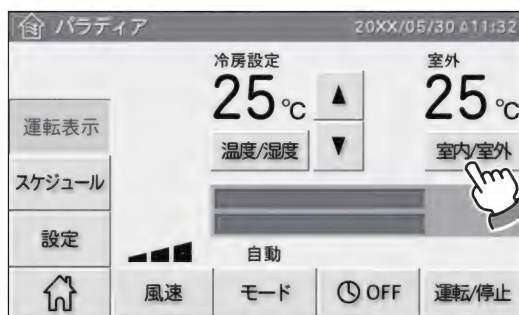 パラディア
20XX/05/30 A11:32
冷房設定
室外
25℃
25℃
運転表示
温度/湿度
室内/室外
スケジュール
設定
自動
風速
モード
OFF
運転/停止